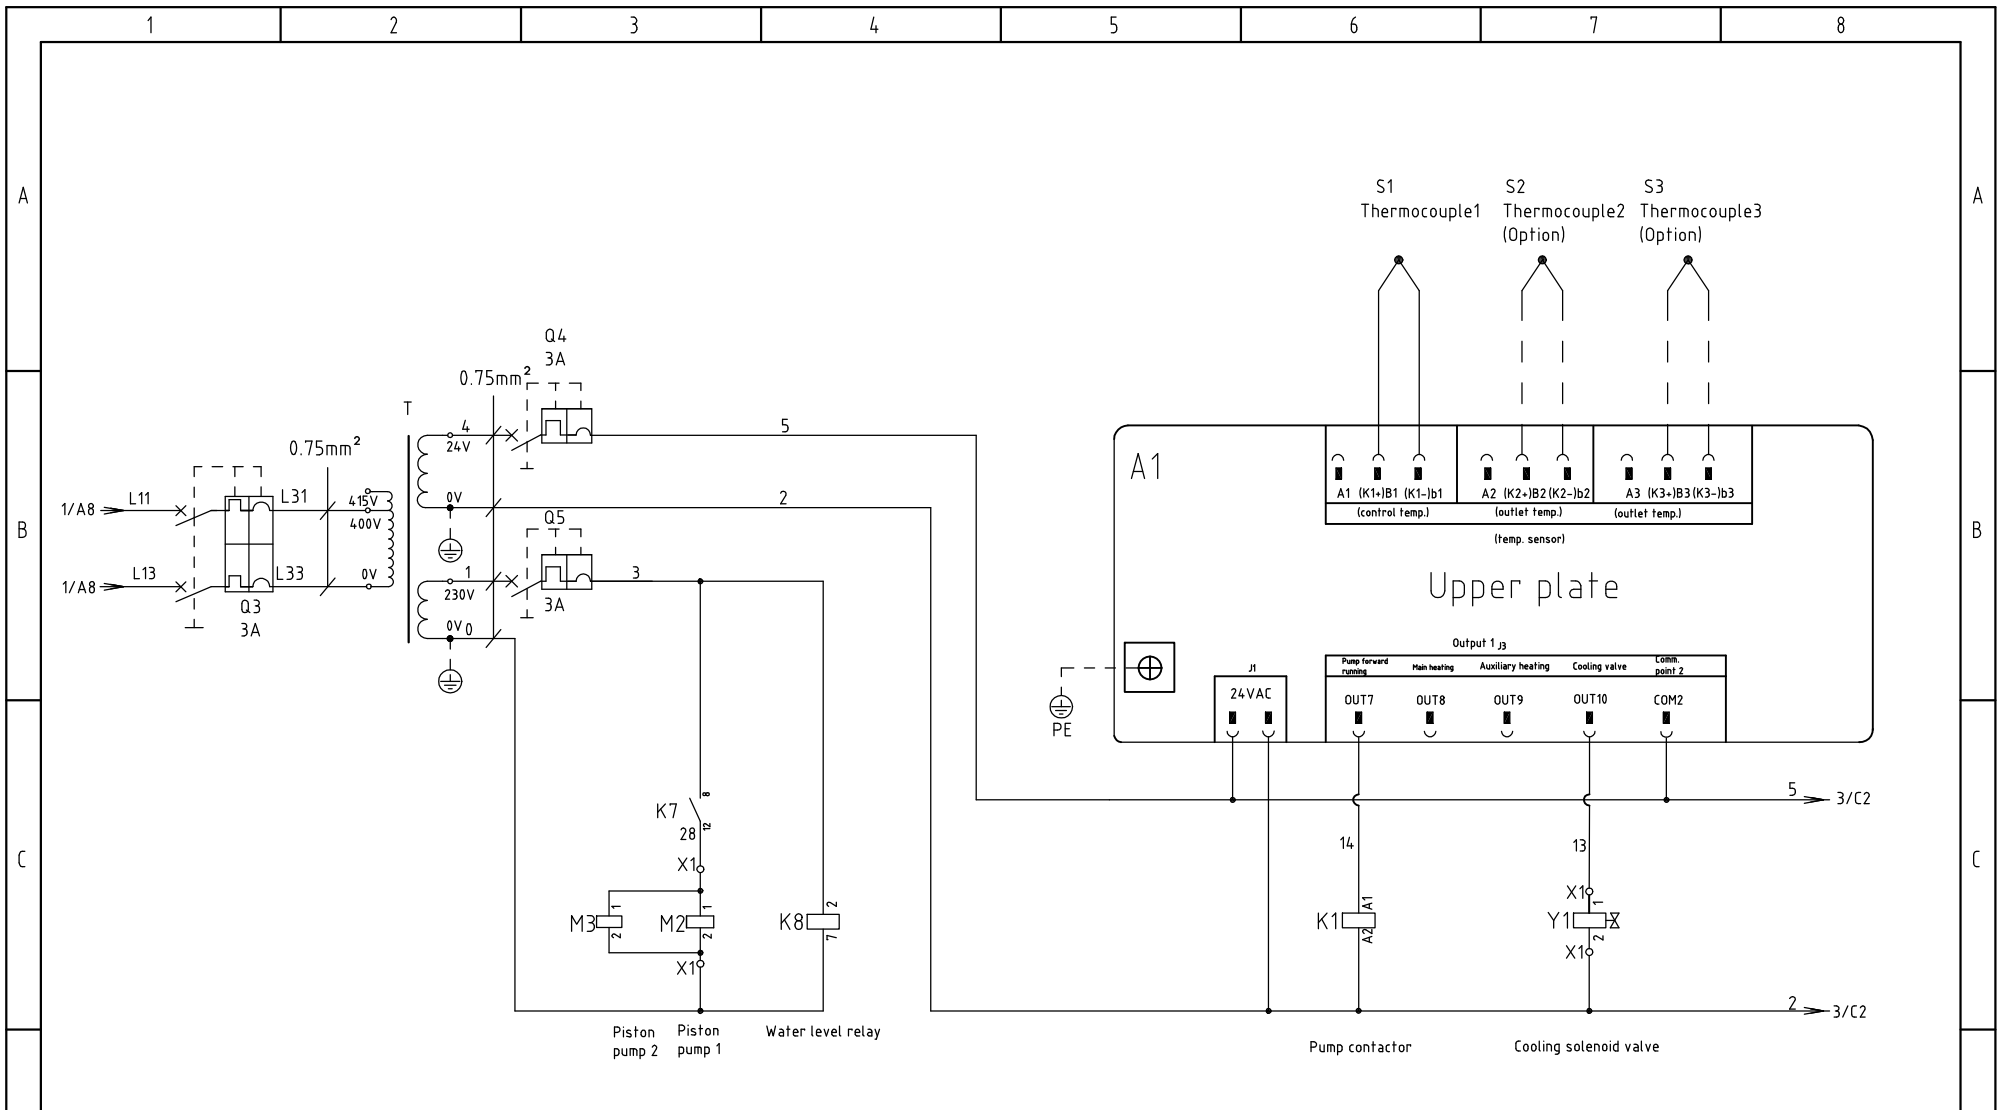 1 2 3 4 5 6 7 8
A A
S1 S2 S3
Thermocouple1 Thermocouple2 Thermocouple3
(Option) (Option)
Q4
3A
0.75mm²
T
4
24V
5
0.75mm²
A1
L31
415V
400V
0V
2
A1 (K1+)B1 (K1-)b1 A2 (K2+)B2 (K2-)b2 A3 (K3+)B3 (K3-)b3
(control temp.) (outlet temp.) (outlet temp.)
(temp. sensor)
1/A8 L11
B B
Q5
1/A8 L13
L33
0V
1
230V
3
3A
Q3
3A
0V 0
Upper plate
Output 1 J3
Pump forward running Main heating Auxiliary heating Cooling valve Comm. point 2
J1
24VAC
OUT7 OUT8 OUT9 OUT10 COM2
PE
5 3/C2
K7
8
12
28
14
13
C C
X1
X1
M3 1 2
M2 1 2
K8 2 7
K1 A1 A2
Y1 1 2
X1
X1
2 3/C2
Piston pump 2
Piston pump 1
Water level relay
Pump contactor
Cooling solenoid valve